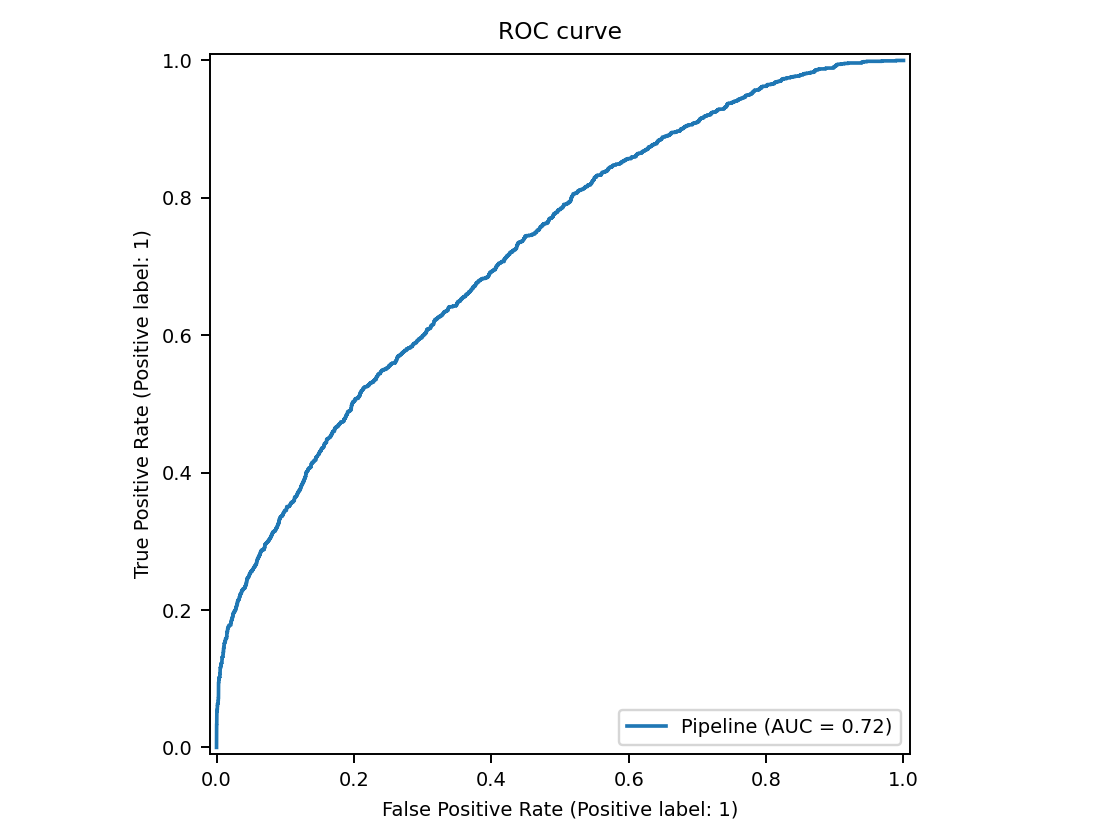 ROC curve
1.0
0.8
0.6
0.4
0.2
0.0
True Positive Rate (Positive label: 1)
Pipeline (AUC = 0.72)
0.0 0.2 0.4 0.6 0.8 1.0
False Positive Rate (Positive label: 1)